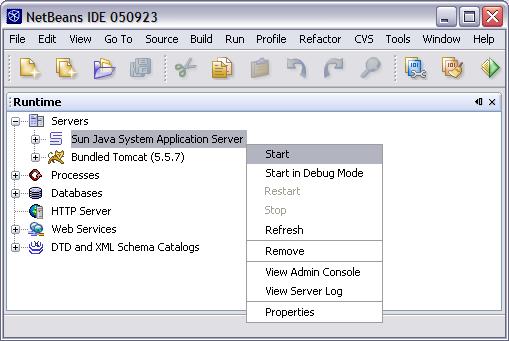 NetBeans IDE 050923
File Edit View Go To Source Build Run Profile Refactor CVS Tools Window Help
Runtime
Servers
Sun Java System Application Server
Bundled Tomcat (5.5.7)
Processes
Databases
HTTP Server
Web Services
DTD and XML Schema Catalogs
Start
Start in Debug Mode
Restart
Stop
Refresh
Remove
View Admin Console
View Server Log
Properties